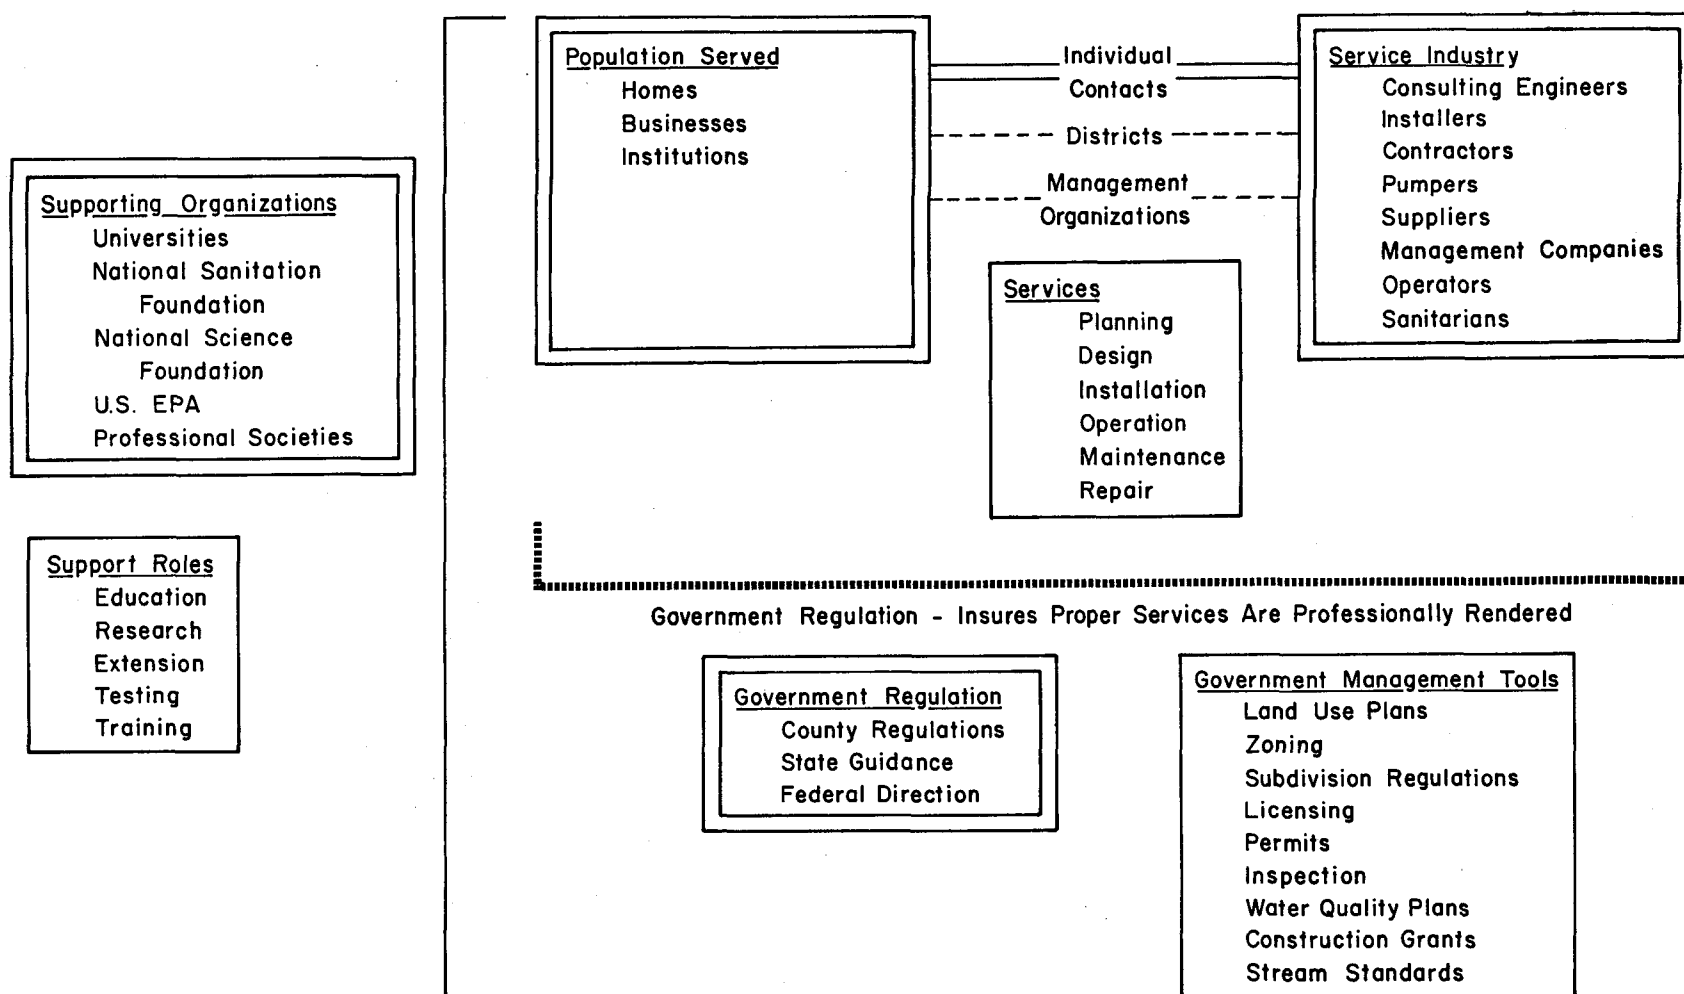 Population Served
Homes
Businesses
Institutions
Individual
Contacts
Districts
Management
Organizations
Service Industry
Consulting Engineers
Installers
Contractors
Pumpers
Suppliers
Management Companies
Operators
Sanitarians
Supporting Organizations
Universities
National Sanitation
Foundation
National Science
Foundation
U.S. EPA
Professional Societies
Services
Planning
Design
Installation
Operation
Maintenance
Repair
Support Roles
Education
Research
Extension
Testing
Training
Government Regulation - Insures Proper Services Are Professionally Rendered
Government Regulation
County Regulations
State Guidance
Federal Direction
Government Management Tools
Land Use Plans
Zoning
Subdivision Regulations
Licensing
Permits
Inspection
Water Quality Plans
Construction Grants
Stream Standards